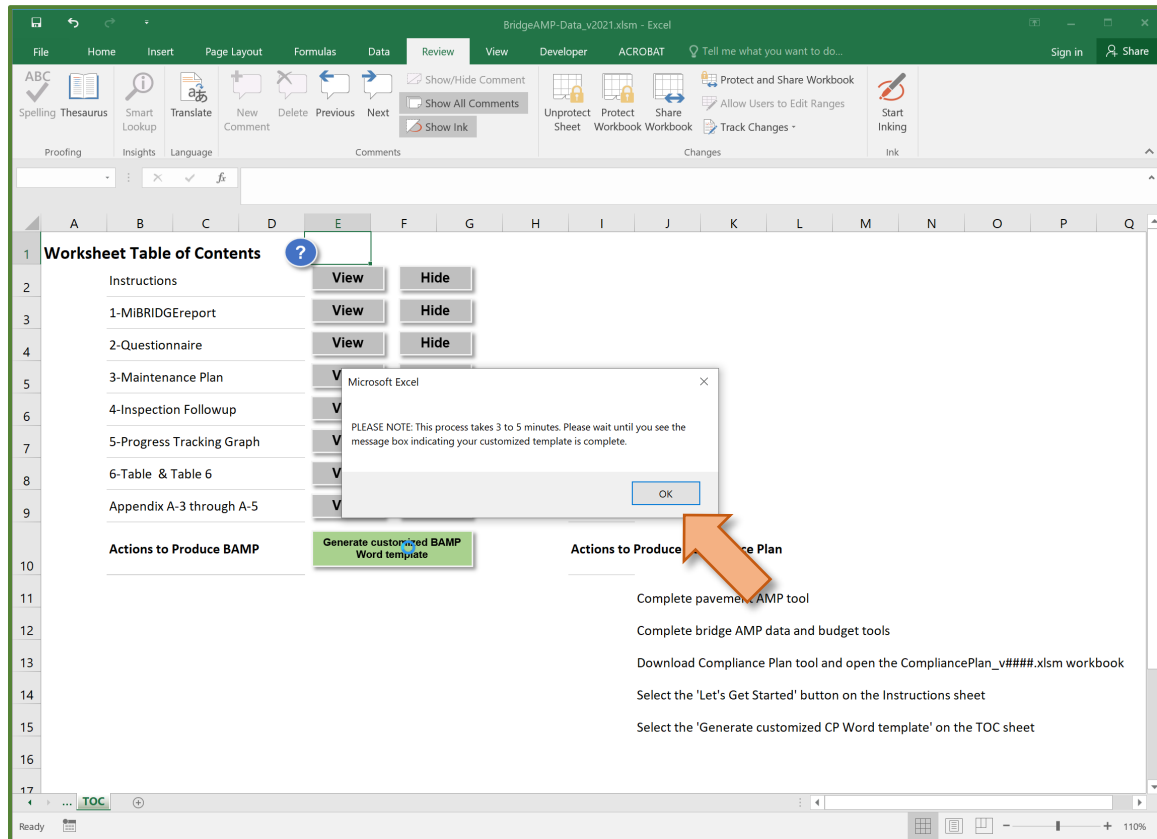 BridgeAMP-Data_v2021.xlsm - Excel
File Home Insert Page Layout Formulas Data Review View Developer ACROBAT Tell me what you want to do... Sign in Share
ABC
Spelling Thesaurus Smart Lookup Translate New Comment Delete Previous Next
Show/Hide Comment
Show All Comments
Show Ink
Unprotect Sheet Protect Workbook Share Workbook
Protect and Share Workbook
Allow Users to Edit Ranges
Track Changes
Start Inking
Proofing Insights Language Comments Changes Ink
fx
A B C D E F G H I J K L M N O P Q
1 Worksheet Table of Contents ?
2 Instructions View Hide
3 1-MiBRIDGEreport View Hide
4 2-Questionnaire View Hide
5 3-Maintenance Plan V
6 4-Inspection Followup V
7 5-Progress Tracking Graph V
8 6-Table & Table 6 V
9 Appendix A-3 through A-5 V
Microsoft Excel
PLEASE NOTE: This process takes 3 to 5 minutes. Please wait until you see the
message box indicating your customized template is complete.
OK
10 Actions to Produce BAMP Generate customized BAMP Word template Actions to Produce ce Plan
11 Complete pavement AMP tool
12 Complete bridge AMP data and budget tools
13 Download Compliance Plan tool and open the CompliancePlan_v####.xlsm workbook
14 Select the 'Let's Get Started' button on the Instructions sheet
15 Select the 'Generate customized CP Word template' on the TOC sheet
16
17
... TOC
Ready 110%